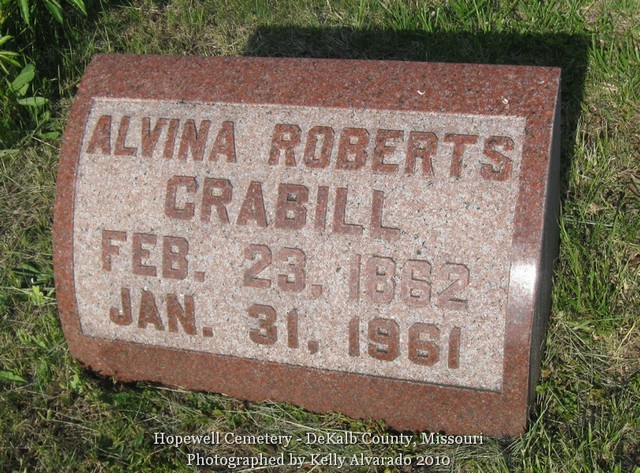 ALVINA ROBERTS
CRABILL
FEB. 23. 1862
JAN. 31. 1961
Hopewell Cemetery - DeKalb County, Missouri
Photographed by Kelly Alvarado 2010